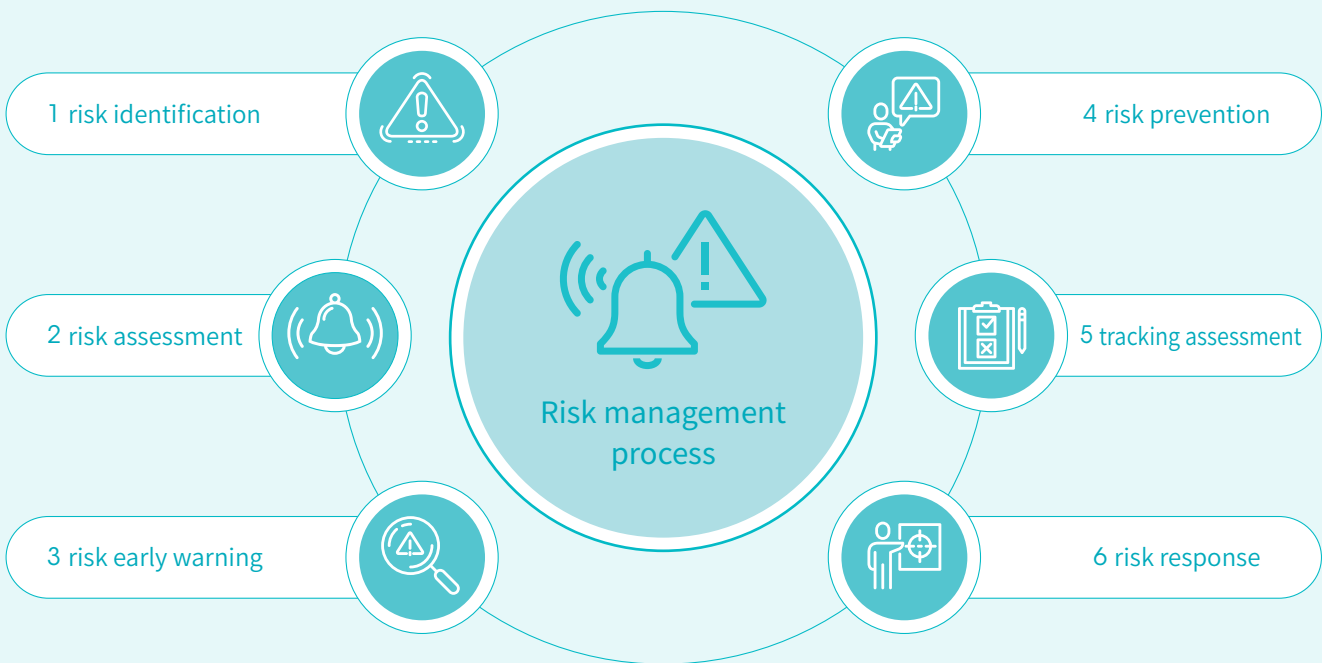 1 risk identification
2 risk assessment
3 risk early warning
Risk management
process
4 risk prevention
5 tracking assessment
6 risk response